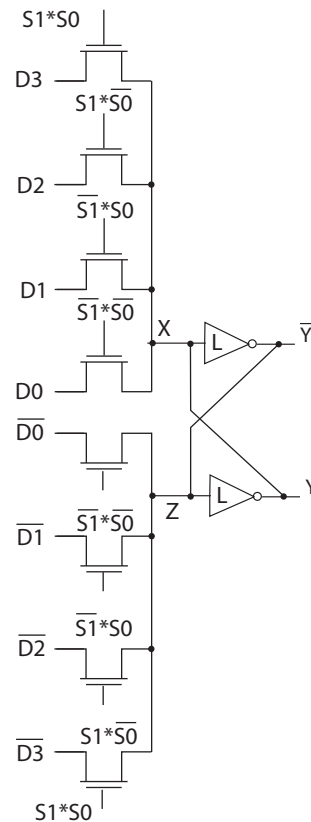 S1*S0
D3
S1*S̅0̅
D2
S̅1̅*S0
D1
S̅1̅*S̅0̅
X
L
Y̅
D0
D̅0̅
L
Y
Z
S̅1̅*S̅0̅
D̅1̅
S̅1̅*S0
D̅2̅
S1*S̅0̅
D̅3̅
S1*S0